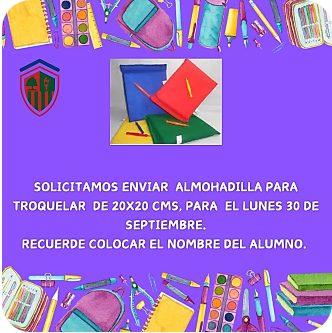 SOLICITAMOS ENVIAR ALMOHADILLA PARA
TROQUELAR DE 20X20 CMS, PARA EL LUNES 30 DE
SEPTIEMBRE.
RECUERDE COLOCAR EL NOMBRE DEL ALUMNO.